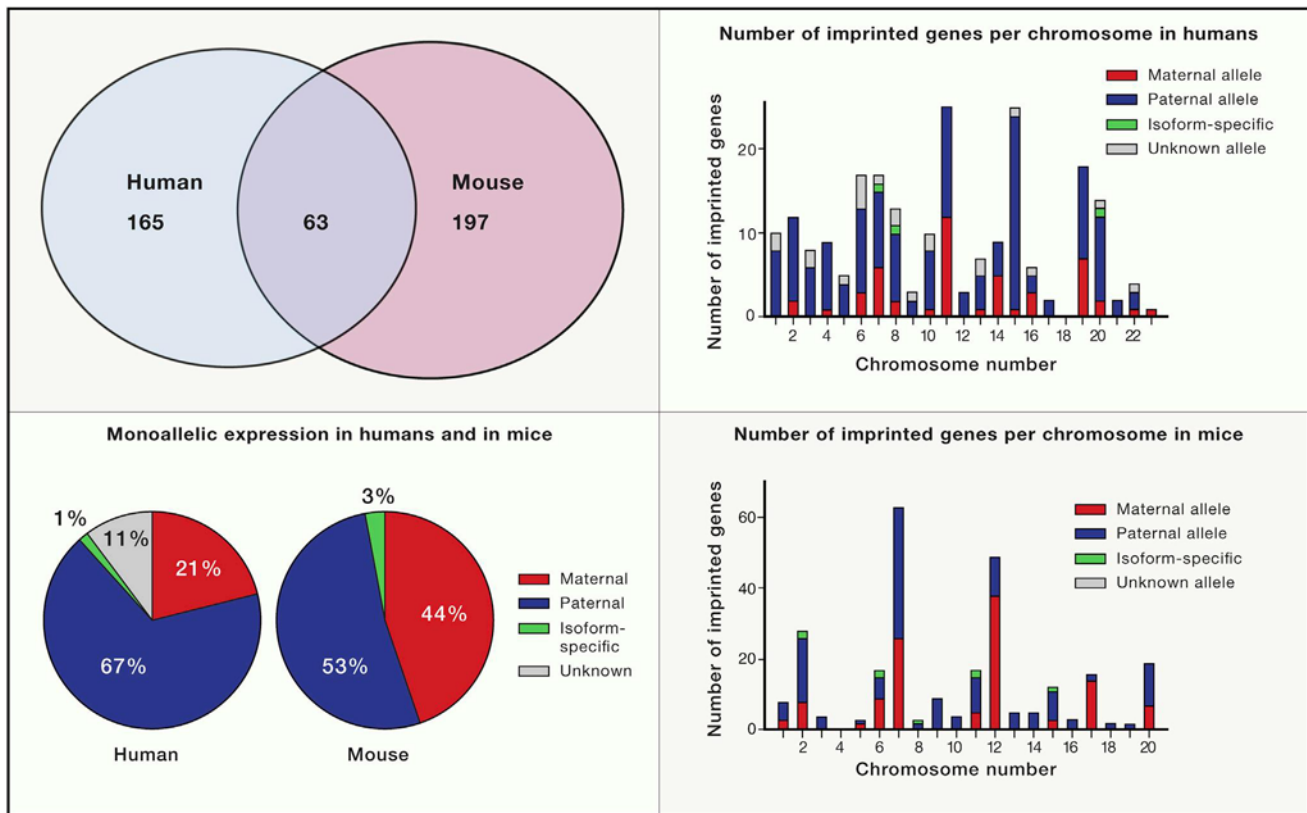 Human
165
63
Mouse
197
Number of imprinted genes per chromosome in humans
Maternal allele
Paternal allele
Isoform-specific
Unknown allele
Number of imprinted genes
20
10
0
2 4 6 8 10 12 14 16 18 20 22
Chromosome number
Monoallelic expression in humans and in mice
1%
11%
21%
67%
Human
3%
44%
53%
Mouse
Maternal
Paternal
Isoform-
specific
Unknown
Number of imprinted genes per chromosome in mice
Maternal allele
Paternal allele
Isoform-specific
Unknown allele
Number of imprinted genes
60
40
20
0
2 4 6 8 10 12 14 16 18 20
Chromosome number